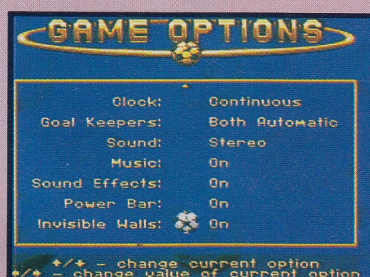 GAME OPTIONS
Clock: Continuous
Goal Keepers: Both Automatic
Sound: Stereo
Music: On
Sound Effects: On
Power Bar: On
Invisible Walls: On
- change current option
- change value of current option